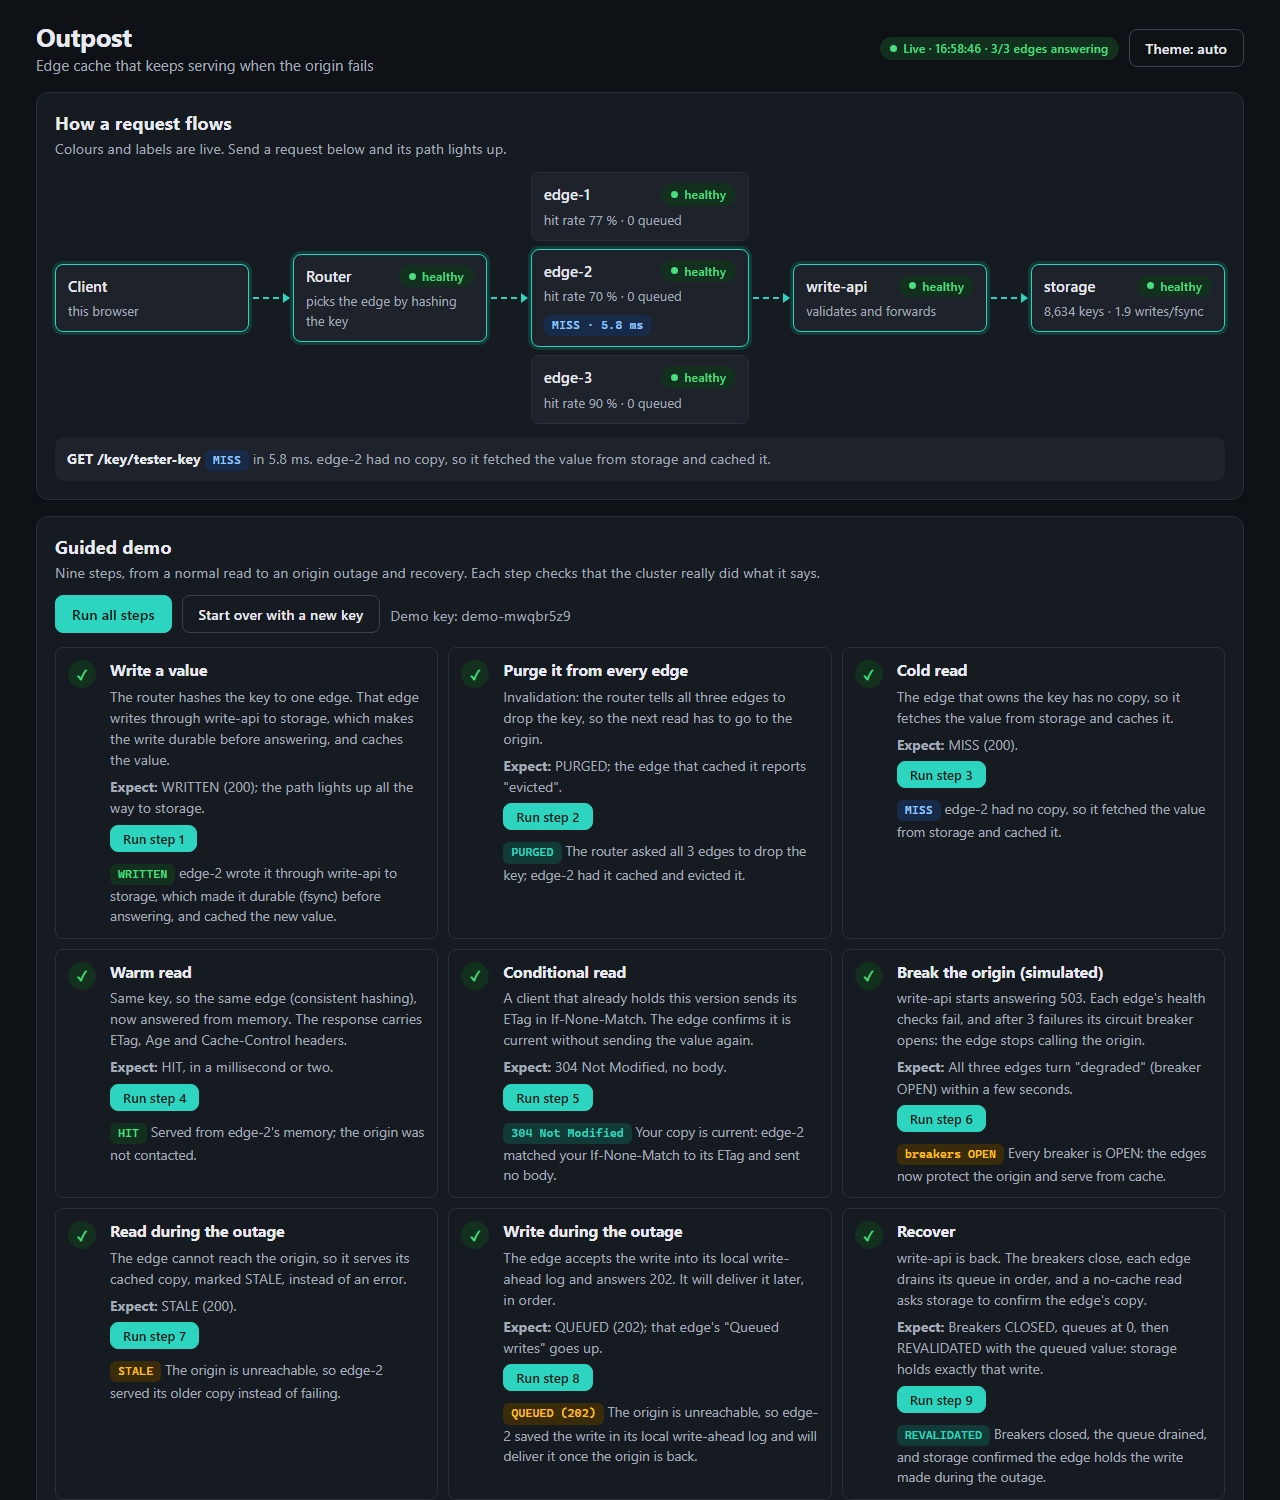 Outpost
Edge cache that keeps serving when the origin fails
Live · 16:58:46 · 3/3 edges answering
Theme: auto
How a request flows
Colours and labels are live. Send a request below and its path lights up.
Client
this browser
Router
healthy
picks the edge by hashing
the key
edge-1
healthy
hit rate 77 % · 0 queued
edge-2
healthy
hit rate 70 % · 0 queued
MISS · 5.8 ms
edge-3
healthy
hit rate 90 % · 0 queued
write-api
healthy
validates and forwards
storage
healthy
8,634 keys · 1.9 writes/fsync
GET /key/tester-key MISS in 5.8 ms. edge-2 had no copy, so it fetched the value from storage and cached it.
Guided demo
Nine steps, from a normal read to an origin outage and recovery. Each step checks that the cluster really did what it says.
Run all steps
Start over with a new key
Demo key: demo-mwqbr5z9
Write a value
The router hashes the key to one edge. That edge
writes through write-api to storage, which makes
the write durable before answering, and caches
the value.
Expect: WRITTEN (200); the path lights up all the
way to storage.
Run step 1
WRITTEN edge-2 wrote it through write-api to
storage, which made it durable (fsync) before
answering, and cached the new value.
Purge it from every edge
Invalidation: the router tells all three edges to
drop the key, so the next read has to go to the
origin.
Expect: PURGED; the edge that cached it reports
"evicted".
Run step 2
PURGED The router asked all 3 edges to drop the
key; edge-2 had it cached and evicted it.
Cold read
The edge that owns the key has no copy, so it
fetches the value from storage and caches it.
Expect: MISS (200).
Run step 3
MISS edge-2 had no copy, so it fetched the value
from storage and cached it.
Warm read
Same key, so the same edge (consistent hashing),
now answered from memory. The response carries
ETag, Age and Cache-Control headers.
Expect: HIT, in a millisecond or two.
Run step 4
HIT Served from edge-2's memory; the origin was
not contacted.
Conditional read
A client that already holds this version sends its
ETag in If-None-Match. The edge confirms it is
current without sending the value again.
Expect: 304 Not Modified, no body.
Run step 5
304 Not Modified Your copy is current: edge-2
matched your If-None-Match to its ETag and sent
no body.
Break the origin (simulated)
write-api starts answering 503. Each edge's health
checks fail, and after 3 failures its circuit breaker
opens: the edge stops calling the origin.
Expect: All three edges turn "degraded" (breaker
OPEN) within a few seconds.
Run step 6
breakers OPEN Every breaker is OPEN: the edges
now protect the origin and serve from cache.
Read during the outage
The edge cannot reach the origin, so it serves its
cached copy, marked STALE, instead of an error.
Expect: STALE (200).
Run step 7
STALE The origin is unreachable, so edge-2
served its older copy instead of failing.
Write during the outage
The edge accepts the write into its local write-
ahead log and answers 202. It will deliver it later,
in order.
Expect: QUEUED (202); that edge's "Queued
writes" goes up.
Run step 8
QUEUED (202) The origin is unreachable, so edge-
2 saved the write in its local write-ahead log and will
deliver it once the origin is back.
Recover
write-api is back. The breakers close, each edge
drains its queue in order, and a no-cache read
asks storage to confirm the edge's copy.
Expect: Breakers CLOSED, queues at 0, then
REVALIDATED with the queued value: storage
holds exactly that write.
Run step 9
REVALIDATED Breakers closed, the queue drained,
and storage confirmed the edge holds the write
made during the outage.